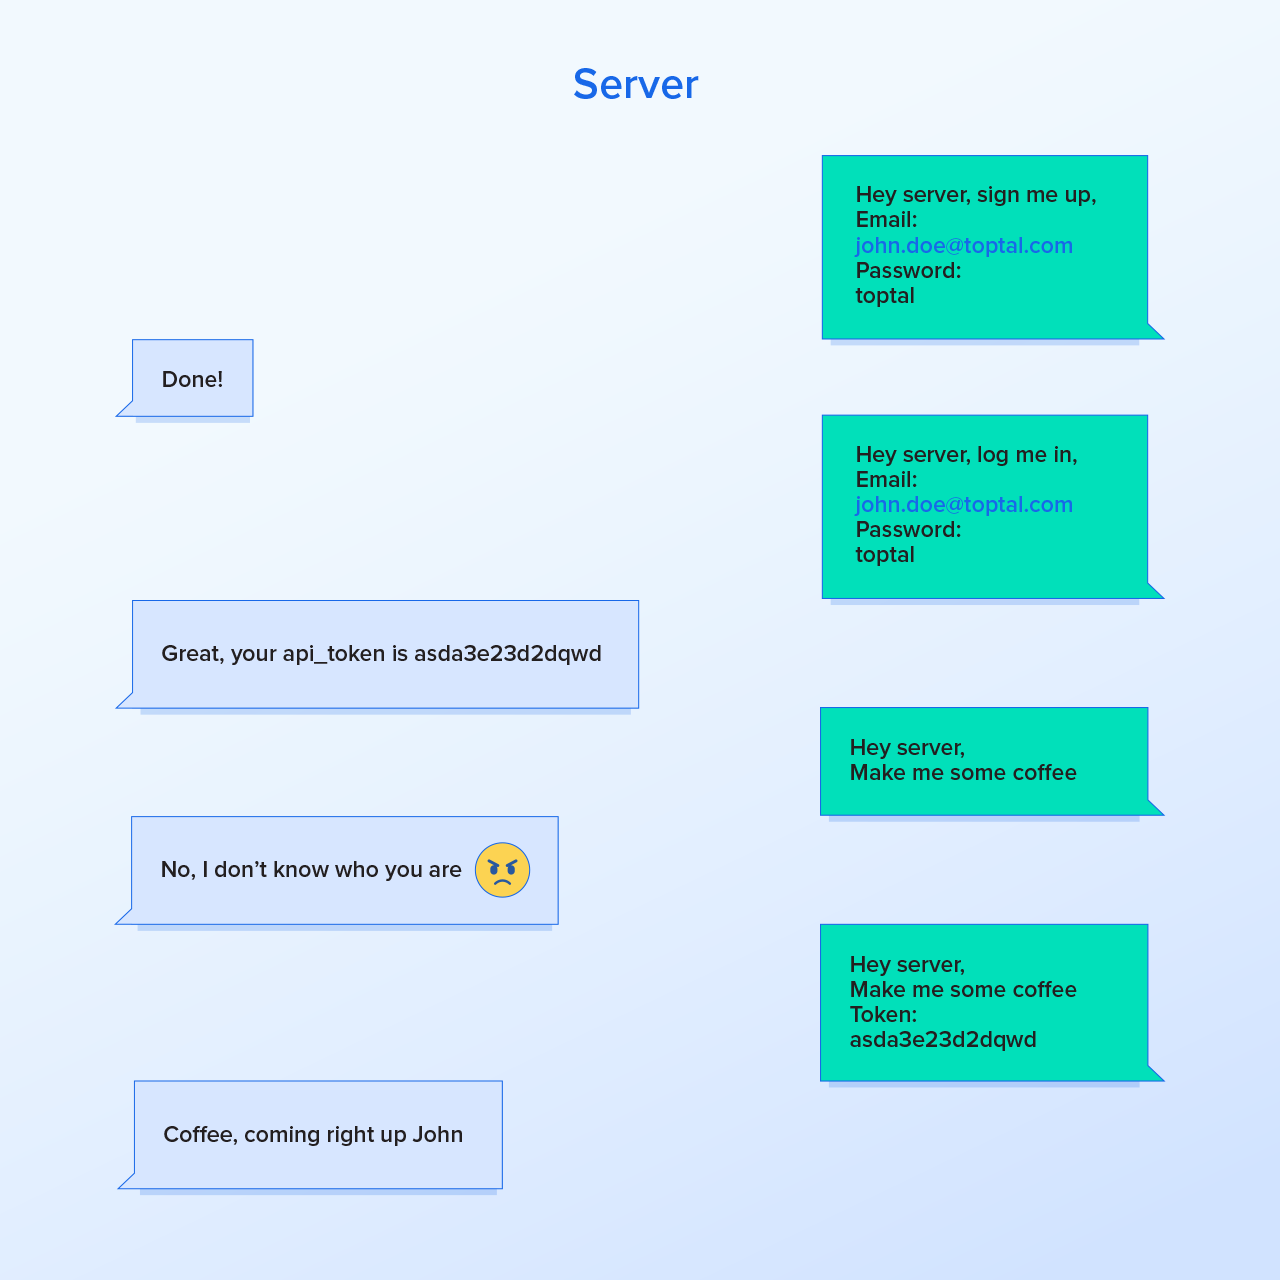 Server
Hey server, sign me up,
Email:
john.doe@toptal.com
Password:
toptal
Done!
Hey server, log me in,
Email:
john.doe@toptal.com
Password:
toptal
Great, your api_token is asda3e23d2dqwd
Hey server,
Make me some coffee
No, I don’t know who you are
Hey server,
Make me some coffee
Token:
asda3e23d2dqwd
Coffee, coming right up John